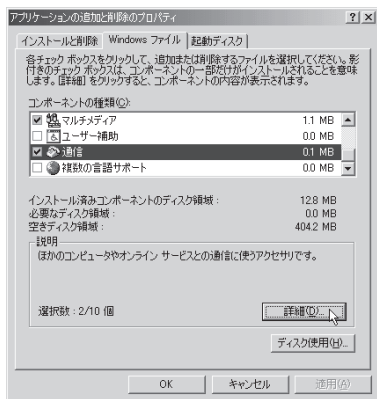 アプリケーションの追加と削除のプロパティ
インストールと削除 Windows ファイル 起動ディスク
各チェック ボックスをクリックして、追加または削除するファイルを選択してください。影
付きのチェック ボックスは、コンポーネントの一部だけがインストールされることを意味
します。[詳細] をクリックすると、コンポーネントの内容が表示されます。
コンポーネントの種類(C):
マルチメディア 1.1 MB
ユーザー補助 0.0 MB
通信 0.1 MB
複数の言語サポート 0.0 MB
インストール済みコンポーネントのディスク領域: 12.8 MB
必要なディスク領域: 0.0 MB
空きディスク領域: 404.2 MB
説明
ほかのコンピュータやオンライン サービスとの通信に使うアクセサリです。
選択数: 2/10 個
詳細(D)...
ディスク使用(H)...
OK キャンセル 適用(A)